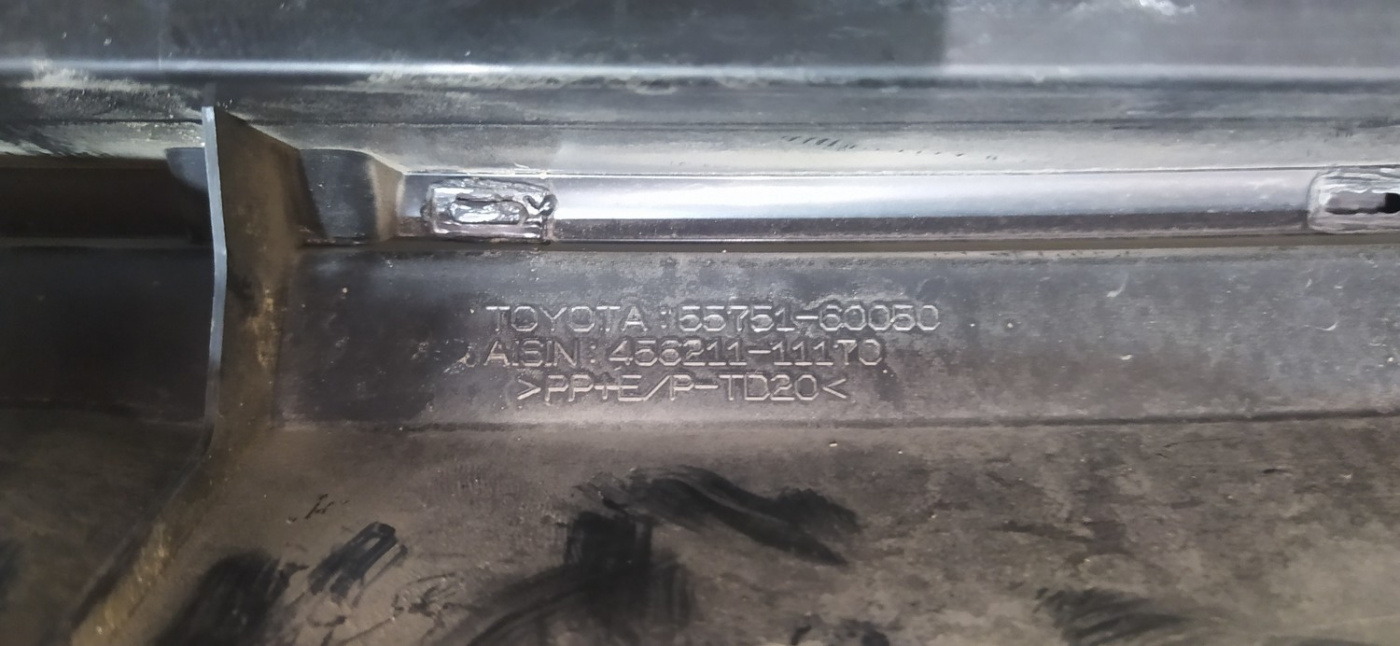 TOYOTA : 55751-60050
AISIN : 456211-11170
>PP+E/P-TD20<